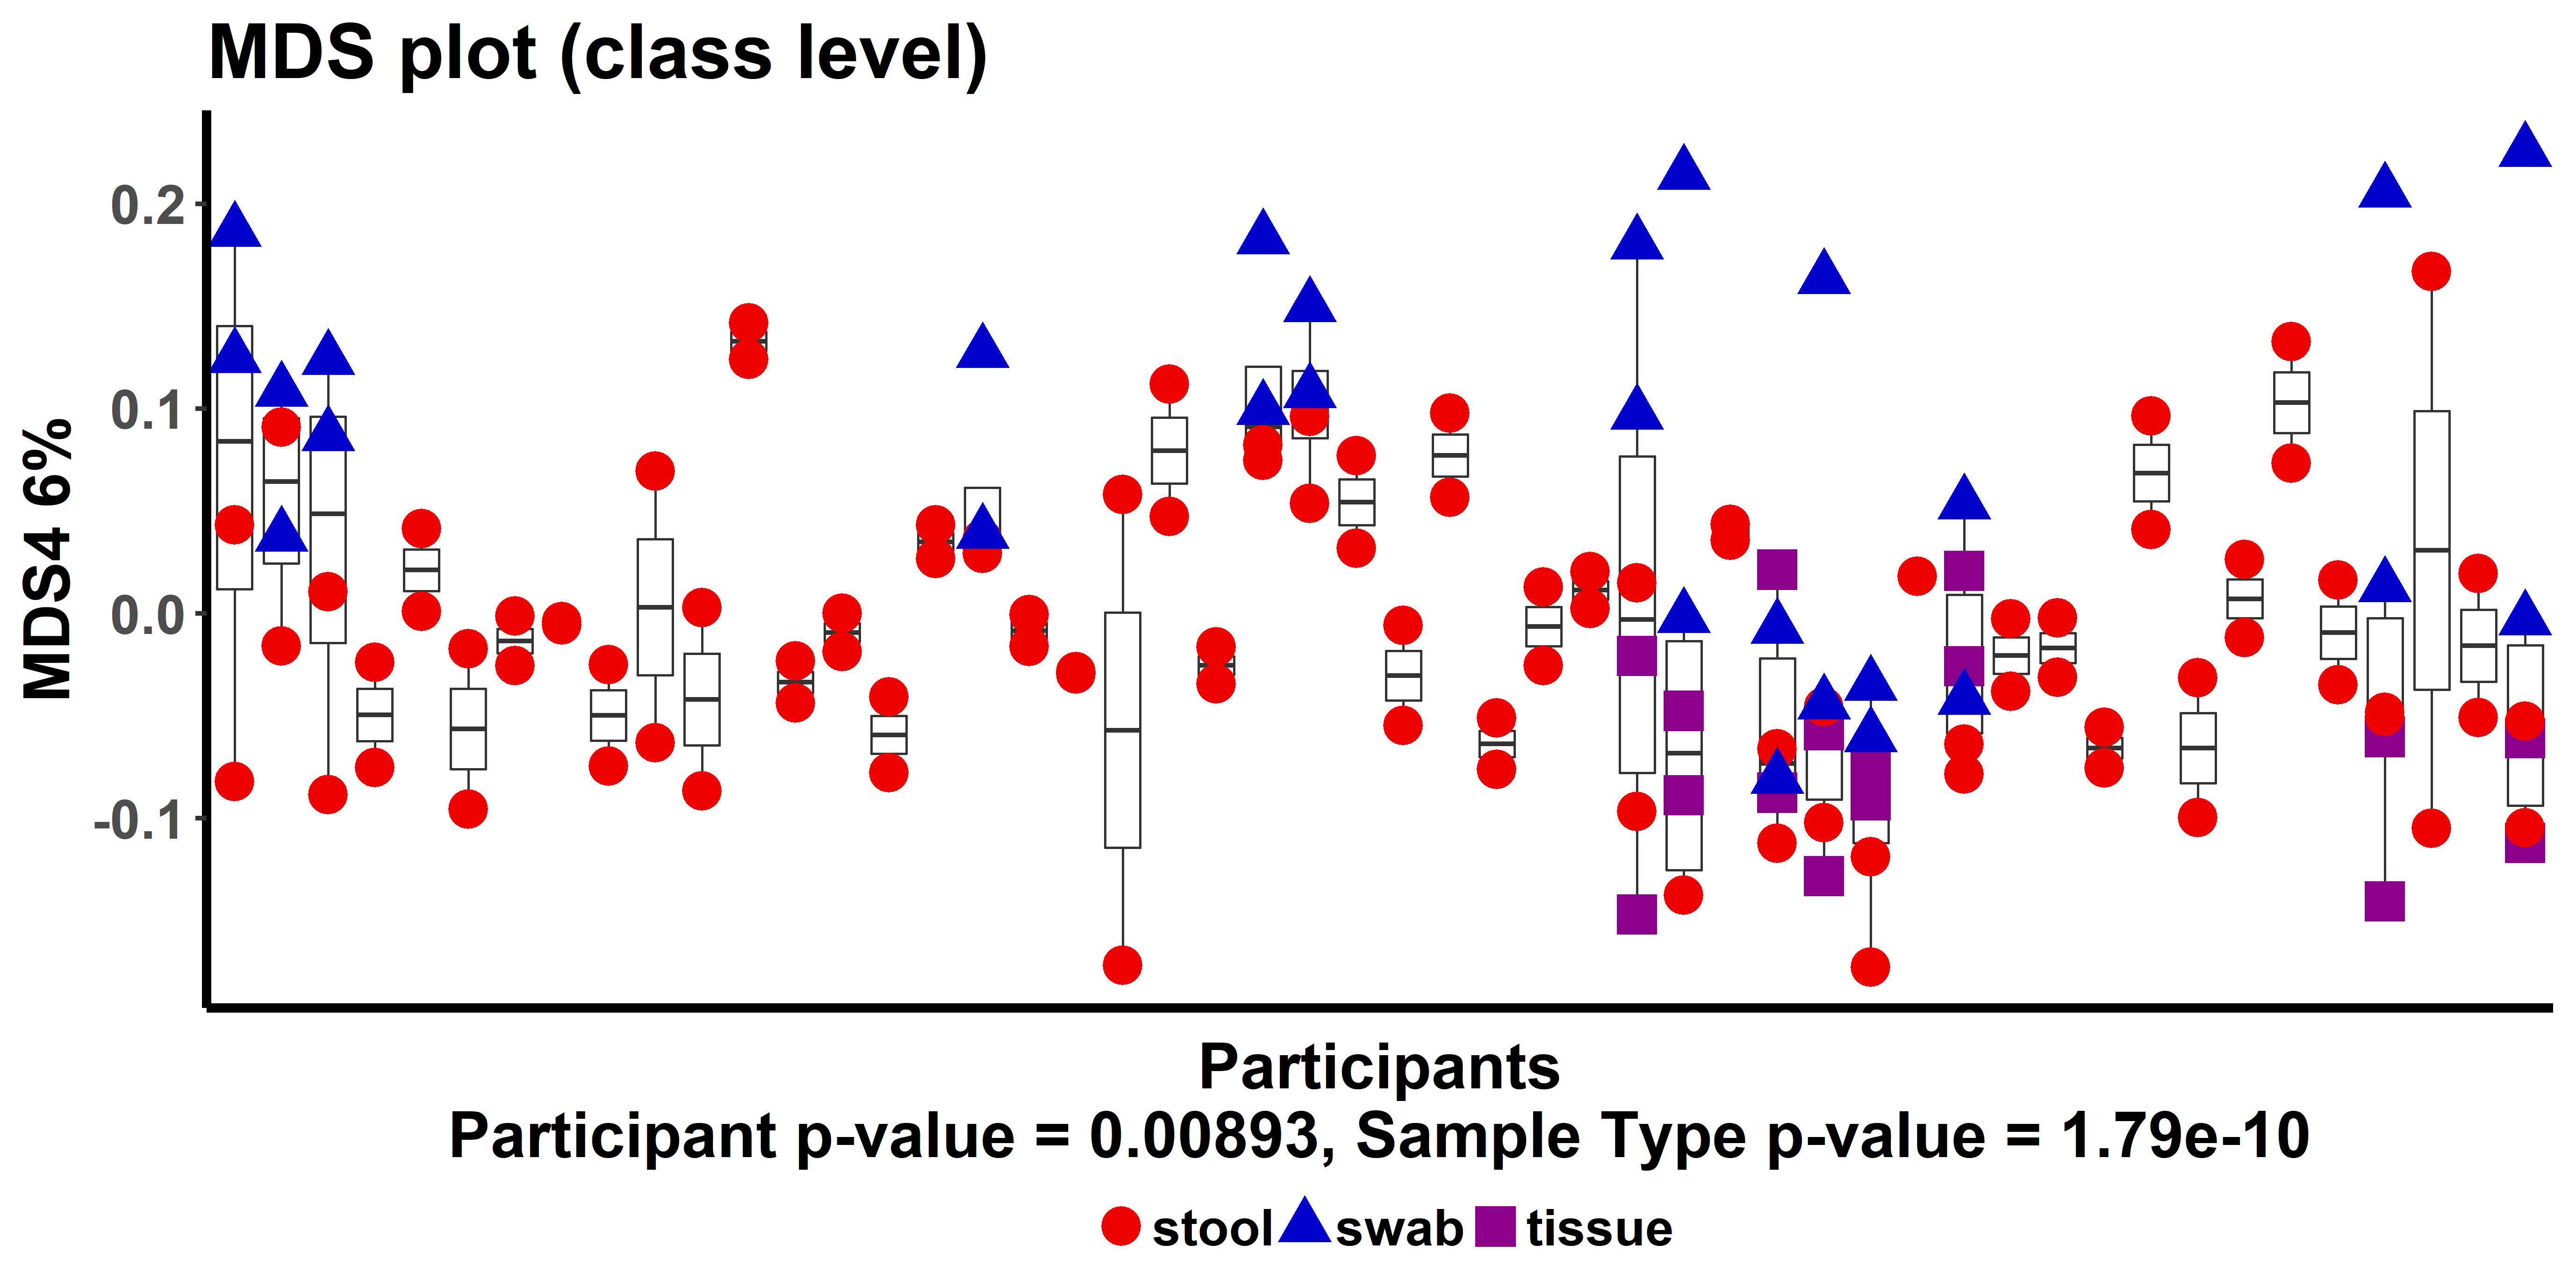 MDS plot (class level)
MDS4 6%
0.2
0.1
0.0
-0.1
Participants
Participant p-value = 0.00893, Sample Type p-value = 1.79e-10
stool swab tissue